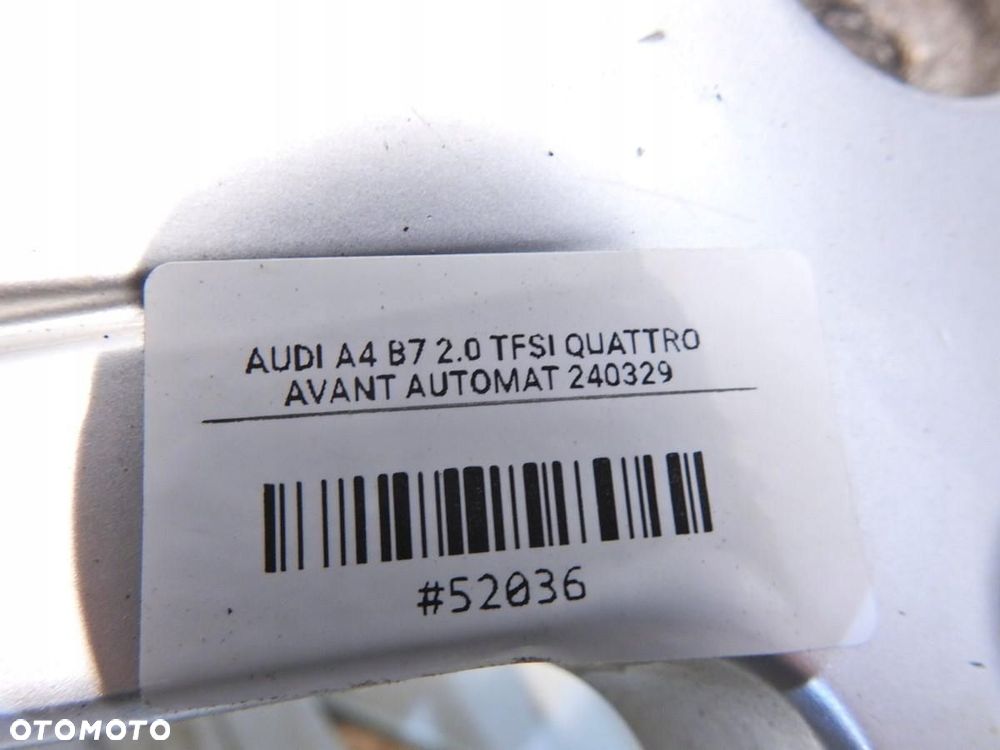 AUDI A4 B7 2.0 TFSI QUATTRO
AVANT AUTOMAT 240329
#52036
OTOMOTO